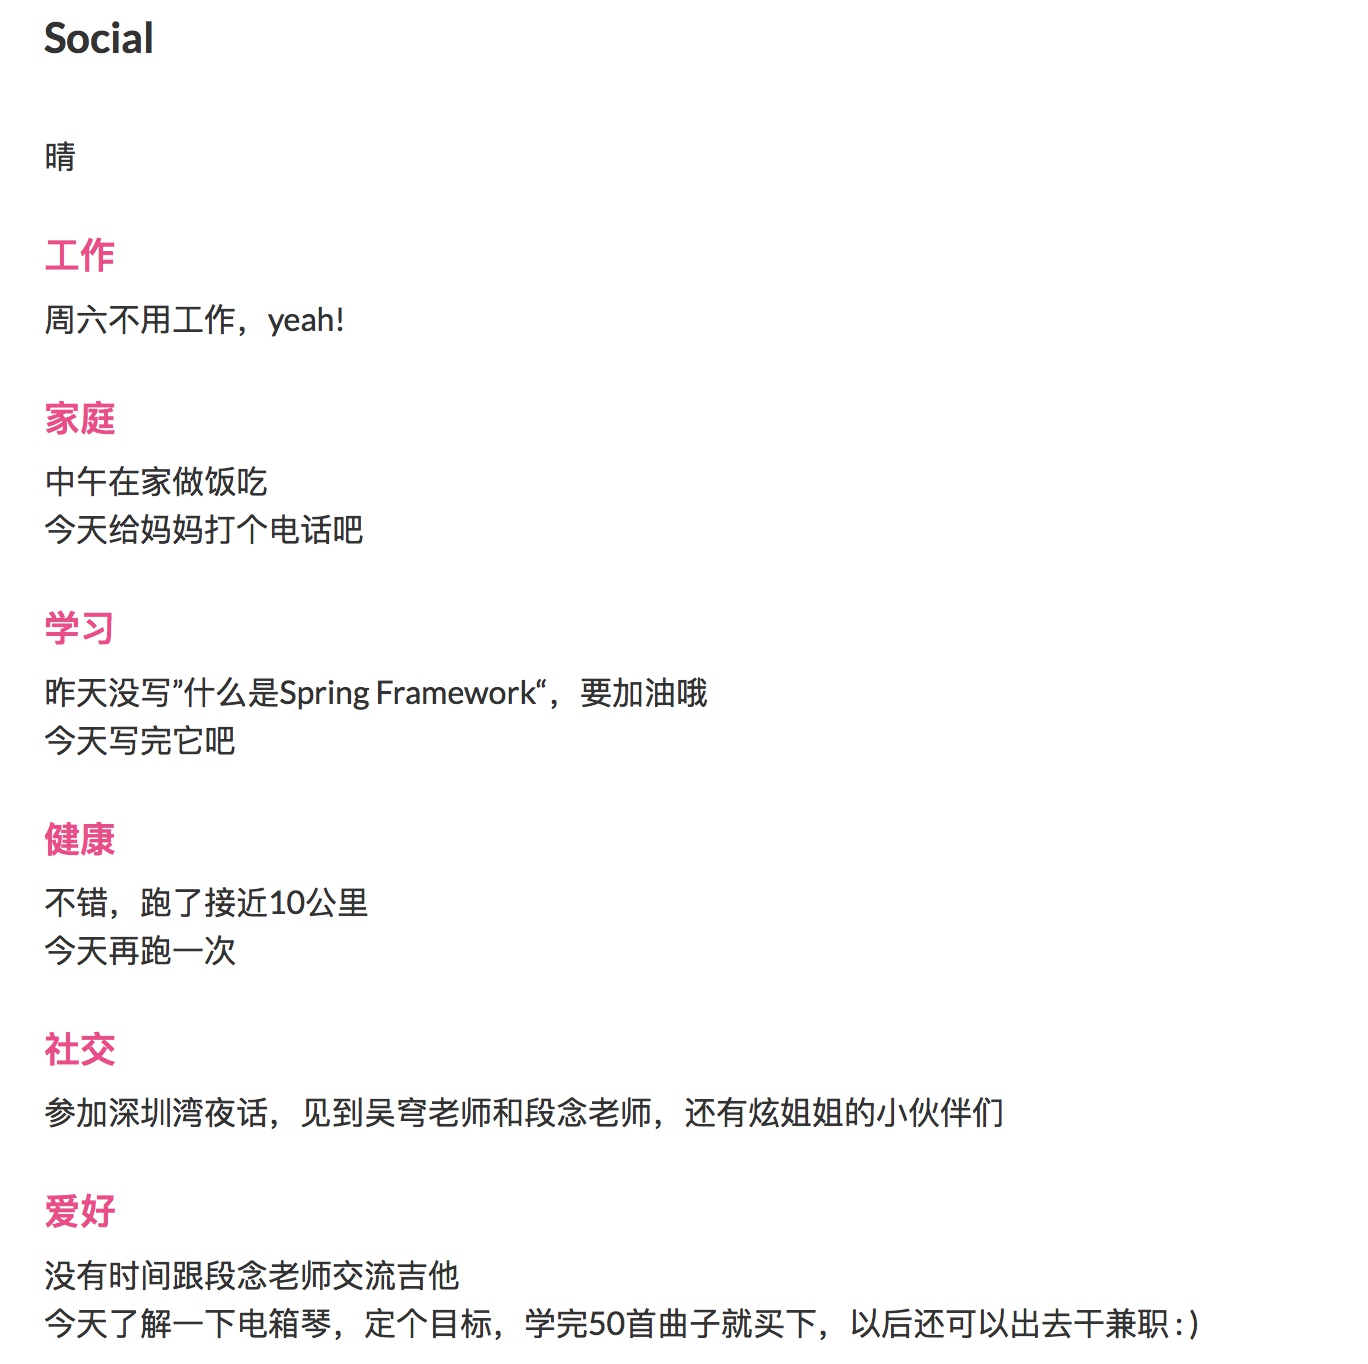 Social
晴
工作
周六不用工作，yeah!
家庭
中午在家做饭吃
今天给妈妈打个电话吧
学习
昨天没写”什么是Spring Framework“，要加油哦
今天写完它吧
健康
不错，跑了接近10公里
今天再跑一次
社交
参加深圳湾夜话，见到吴穹老师和段念老师，还有炫姐姐的小伙伴们
爱好
没有时间跟段念老师交流吉他
今天了解一下电箱琴，定个目标，学完50首曲子就买下，以后还可以出去干兼职 : )